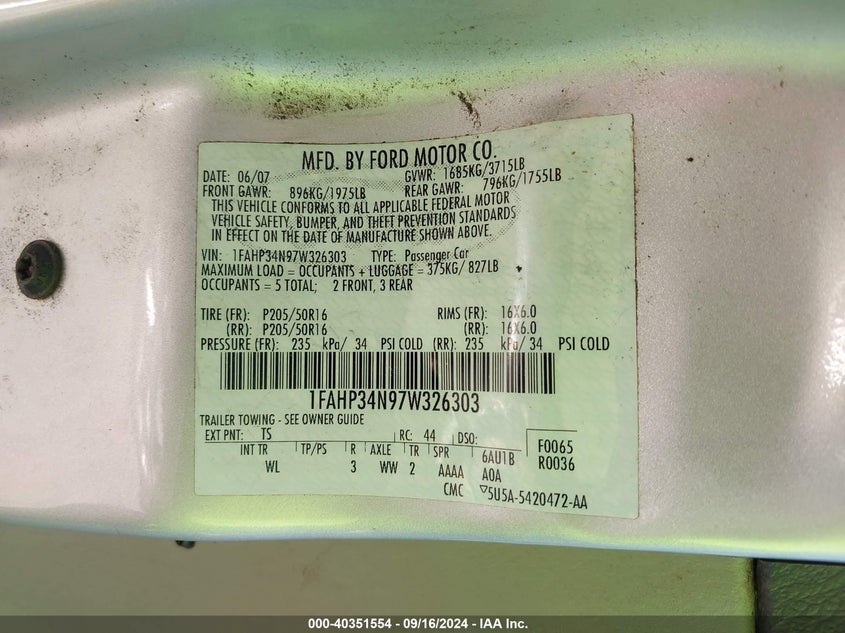 MFD. BY FORD MOTOR CO.
DATE: 06/07 GVWR: 1685KG/3715LB
FRONT GAWR: 896KG/1975LB REAR GAWR: 796KG/1755LB
THIS VEHICLE CONFORMS TO ALL APPLICABLE FEDERAL MOTOR
VEHICLE SAFETY, BUMPER, AND THEFT PREVENTION STANDARDS
IN EFFECT ON THE DATE OF MANUFACTURE SHOWN ABOVE.
VIN: 1FAHP34N97W326303 TYPE: Passenger Car
MAXIMUM LOAD = OCCUPANTS + LUGGAGE = 375KG/ 827LB
OCCUPANTS = 5 TOTAL; 2 FRONT, 3 REAR
TIRE (FR): P205/50R16 RIMS (FR): 16X6.0
(RR): P205/50R16 (RR): 16X6.0
PRESSURE (FR): 235 kPa/ 34 PSI COLD (RR): 235 kPa/ 34 PSI COLD
1FAHP34N97W326303
TRAILER TOWING - SEE OWNER GUIDE
EXT PNT: TS RC: 44 DSO: F0065
INT TR TP/PS R AXLE TR SPR 6AU1B R0036
WL 3 WW 2 AAAA A0A
CMC ▽5U5A-5420472-AA
000-40351554 - 09/16/2024 - IAA Inc.